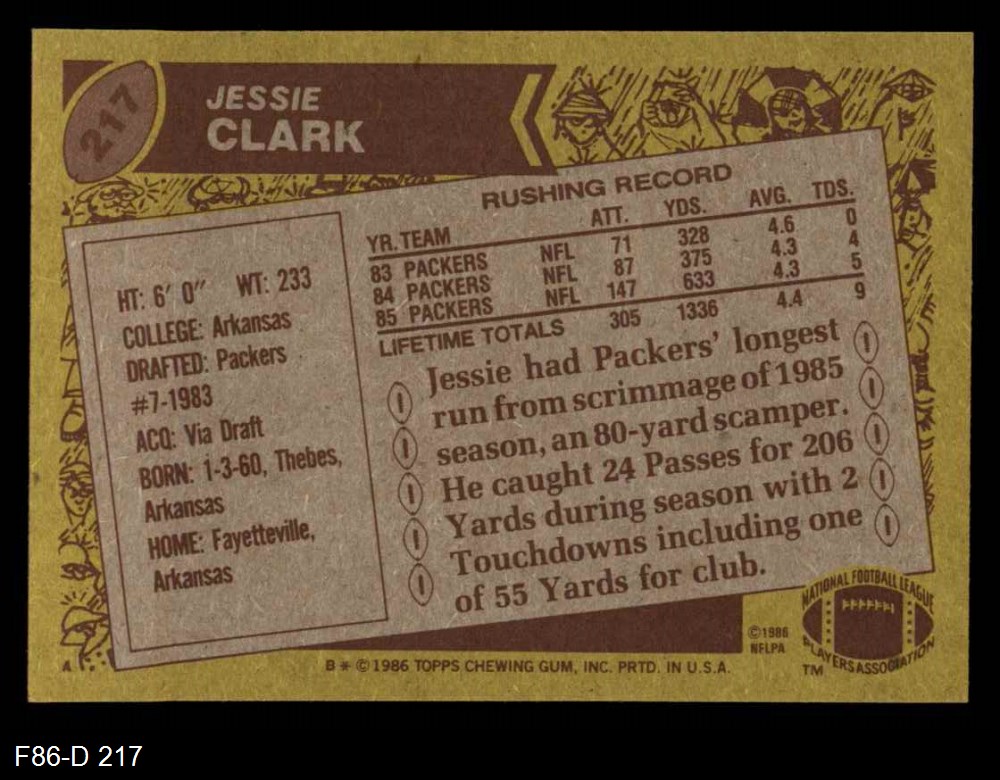 217
JESSIE
CLARK
RUSHING RECORD
YR. TEAM ATT. YDS. AVG. TDS.
83 PACKERS NFL 71 328 4.6 0
84 PACKERS NFL 87 375 4.3 4
85 PACKERS NFL 147 633 4.3 5
LIFETIME TOTALS 305 1336 4.4 9
HT: 6' 0" WT: 233
COLLEGE: Arkansas
DRAFTED: Packers
#7-1983
ACQ: Via Draft
BORN: 1-3-60, Thebes,
Arkansas
HOME: Fayetteville,
Arkansas
Jessie had Packers' longest
run from scrimmage of 1985
season, an 80-yard scamper.
He caught 24 Passes for 206
Yards during season with 2
Touchdowns including one
of 55 Yards for club.
©1986
NFLPA
NATIONAL FOOTBALL LEAGUE
PLAYERS ASSOCIATION
TM
A
B * © 1986 TOPPS CHEWING GUM, INC. PRTD. IN U.S.A.
F86-D 217